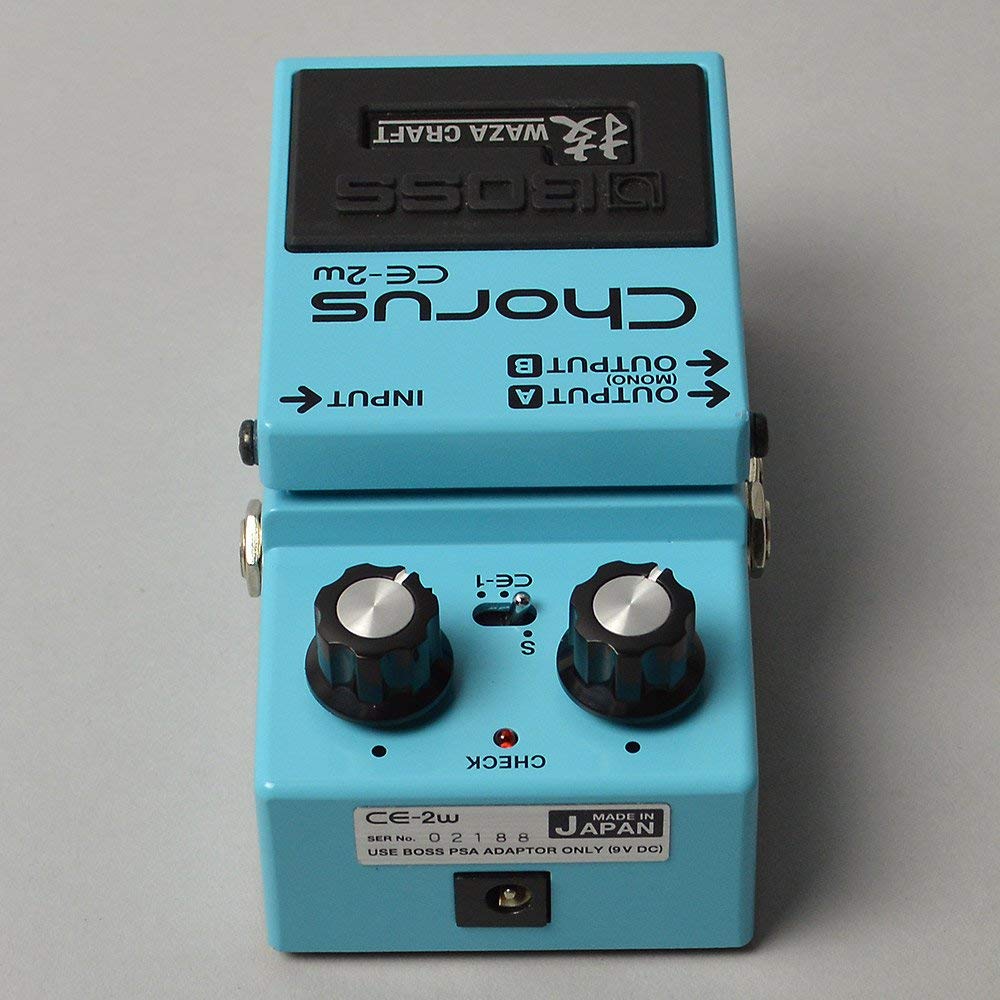 技 WAZA CRAFT
BOSS
Chorus
CE-2w
OUTPUT B
OUTPUT A
(MONO)
INPUT
CE-1
S
CHECK
CE-2w
MADE IN
JAPAN
SER No. 02188
USE BOSS PSA ADAPTOR ONLY (9V DC)